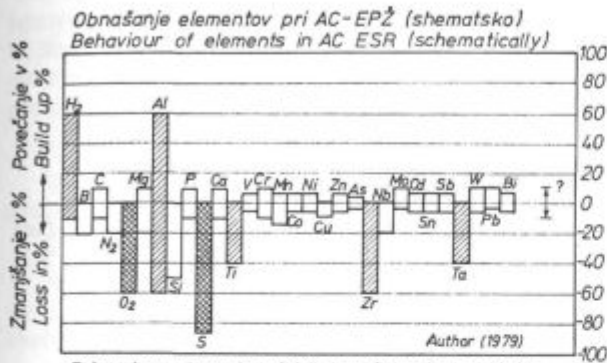 Obnašanje elementov pri AC-EPŽ (shematsko)
Behaviour of elements in AC ESR (schematically)
Povečanje v %
Build up %
Zmanjšanje v %
Loss in %
100
80
60
40
20
0
-20
-40
-60
-80
-100
H₂
B
C
N₂
O₂
Mg
Al
Si
P
S
Ca
Ti
V
Cr
Mn
Co
Ni
Cu
Zn
As
Zr
Nb
Mo
Cd
Sn
Sb
Ta
W
Pb
Bi
?
Author (1979)